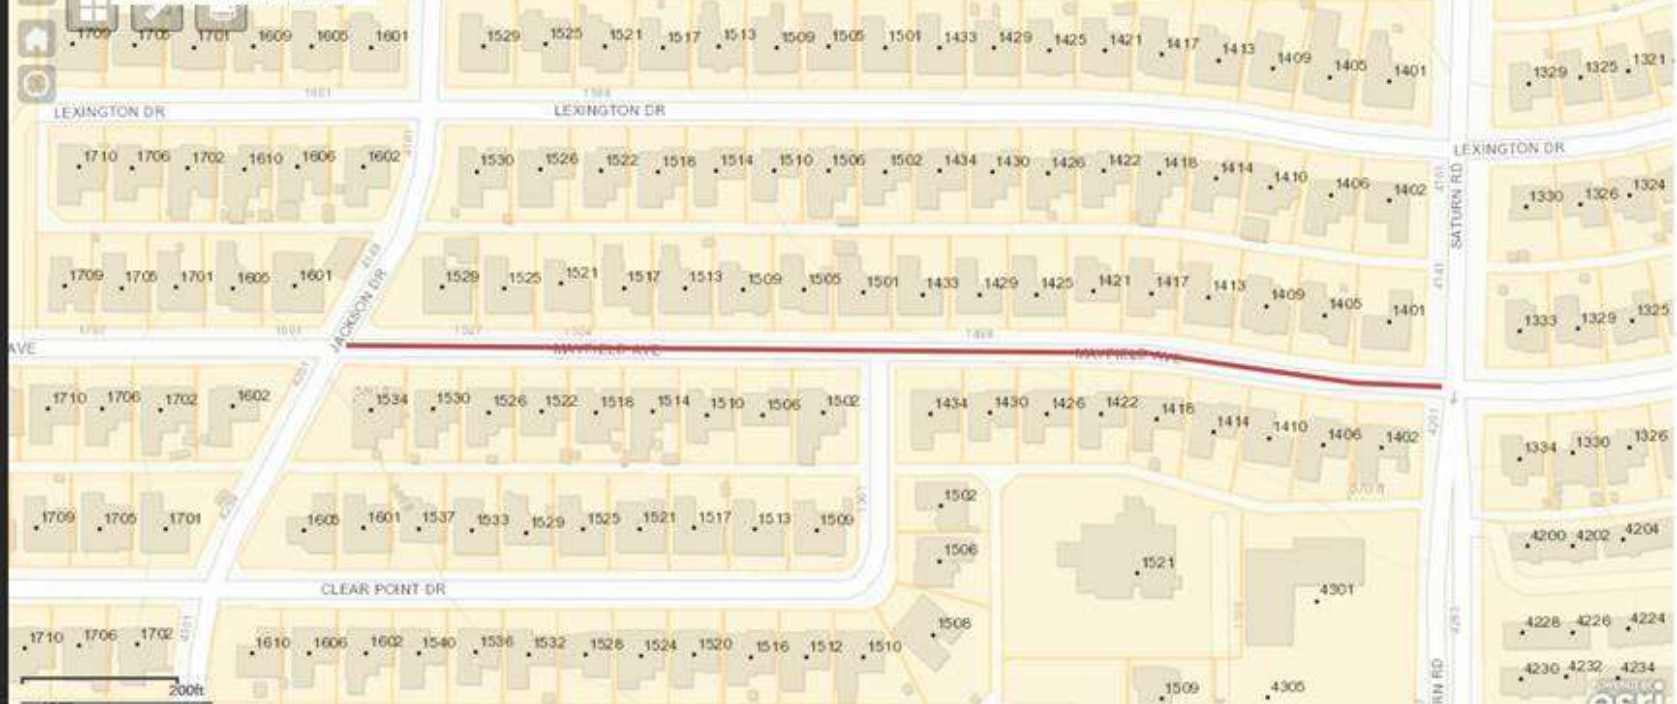 1709 1705 1701 1609 1605 1601 1529 1525 1521 1517 1513 1509 1505 1501 1433 1429 1425 1421 1417 1413 1409 1405 1401 1329 1325 1321
LEXINGTON DR LEXINGTON DR LEXINGTON DR
1710 1706 1702 1610 1606 1602 1530 1526 1522 1518 1514 1510 1506 1502 1434 1430 1426 1422 1418 1414 1410 1406 1402 1330 1326 1324
SATURN RD
1709 1705 1701 1605 1601 1529 1525 1521 1517 1513 1509 1505 1501 1433 1429 1425 1421 1417 1413 1409 1405 1401 1333 1329 1325
JACKSON DR
AVE MAYFIELD AVE MAYFIELD AVE
1710 1706 1702 1602 1534 1530 1526 1522 1518 1514 1510 1506 1502 1434 1430 1426 1422 1418 1414 1410 1406 1402 1334 1330 1326
1502
1709 1705 1701 1605 1601 1537 1533 1529 1525 1521 1517 1513 1509 4200 4202 4204
1506 1521 4301
CLEAR POINT DR
1508 4228 4226 4224
1710 1706 1702 1610 1606 1602 1540 1536 1532 1528 1524 1520 1516 1512 1510
4230 4232 4234
RN RD
200ft 1509 4305
esri